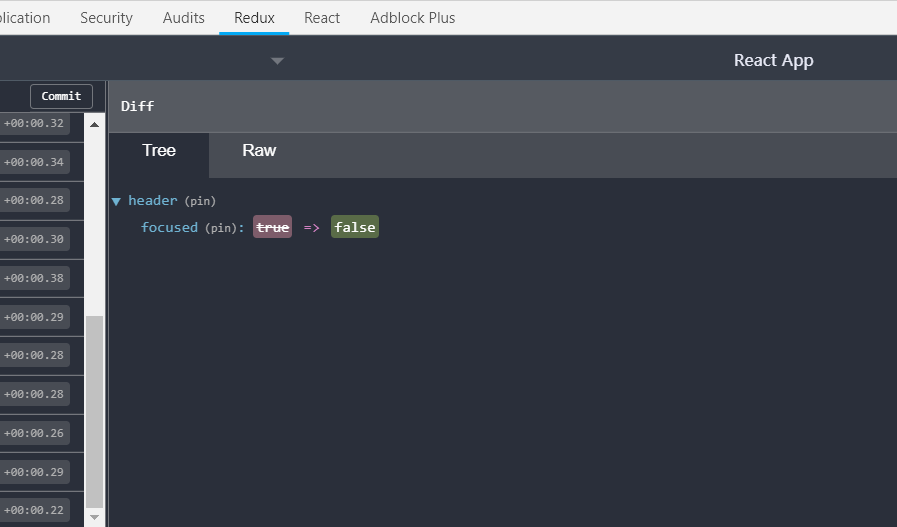 plication Security Audits Redux React Adblock Plus
React App
Commit
Diff
+00:00.32
Tree Raw
+00:00.34
+00:00.28
header (pin)
focused (pin): true => false
+00:00.30
+00:00.38
+00:00.29
+00:00.28
+00:00.28
+00:00.26
+00:00.29
+00:00.22